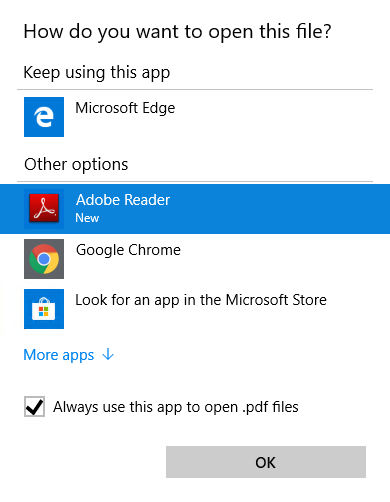 How do you want to open this file?
Keep using this app
Microsoft Edge
Other options
Adobe Reader
New
Google Chrome
Look for an app in the Microsoft Store
More apps ↓
Always use this app to open .pdf files
OK